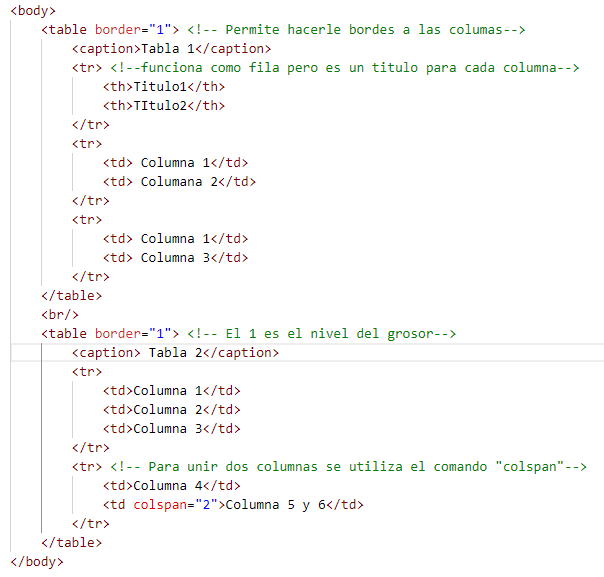 <body>
<table border="1"> <!-- Permite hacerle bordes a las columas-->
<caption>Tabla 1</caption>
<tr> <!--funciona como fila pero es un titulo para cada columna-->
<th>Titulo1</th>
<th>TItulo2</th>
</tr>
<tr>
<td> Columna 1</td>
<td> Columana 2</td>
</tr>
<tr>
<td> Columna 1</td>
<td> Columna 3</td>
</tr>
</table>
<br/>
<table border="1"> <!-- El 1 es el nivel del grosor-->
<caption> Tabla 2</caption>
<tr>
<td>Columna 1</td>
<td>Columna 2</td>
<td>Columna 3</td>
</tr>
<tr> <!-- Para unir dos columnas se utiliza el comando "colspan"-->
<td>Columna 4</td>
<td colspan="2">Columna 5 y 6</td>
</tr>
</table>
</body>